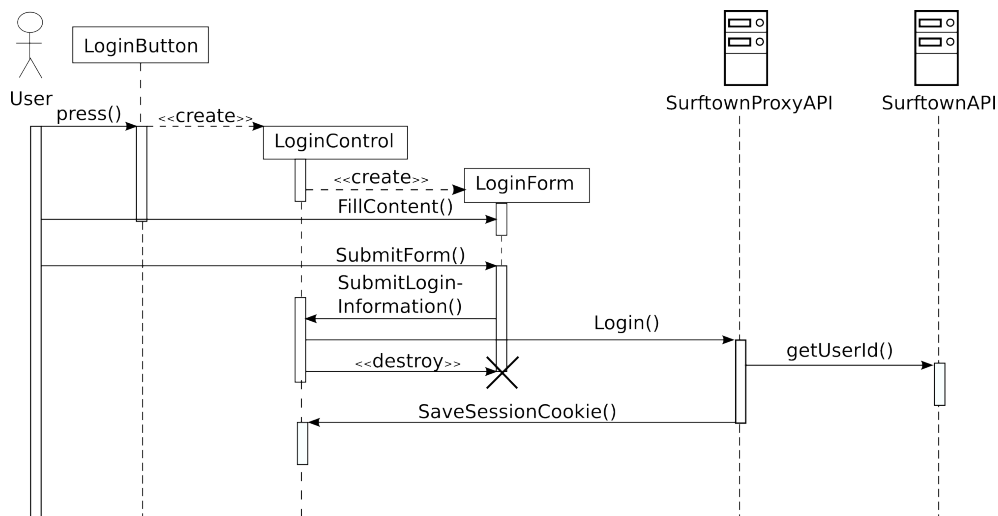 LoginButton
User
SurftownProxyAPI
SurftownAPI
press()
<<create>>
LoginControl
<<create>>
LoginForm
FillContent()
SubmitForm()
SubmitLogin-
Information()
Login()
getUserId()
<<destroy>>
SaveSessionCookie()